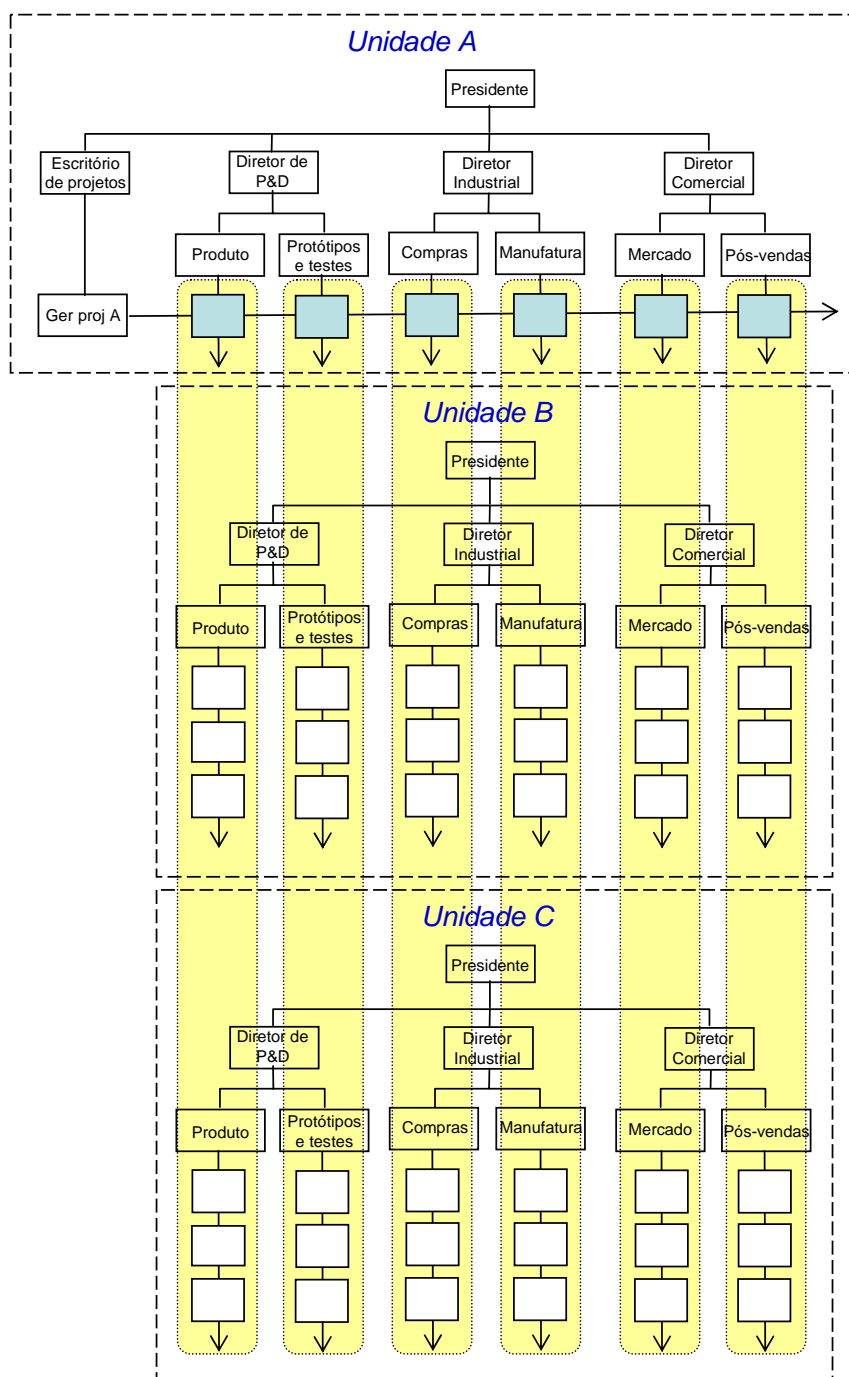 Unidade A
Presidente
Escritório
de projetos
Diretor de
P&D
Diretor
Industrial
Diretor
Comercial
Produto
Protótipos
e testes
Compras
Manufatura
Mercado
Pós-vendas
Ger proj A
Unidade B
Presidente
Diretor de
P&D
Diretor
Industrial
Diretor
Comercial
Produto
Protótipos
e testes
Compras
Manufatura
Mercado
Pós-vendas
Unidade C
Presidente
Diretor de
P&D
Diretor
Industrial
Diretor
Comercial
Produto
Protótipos
e testes
Compras
Manufatura
Mercado
Pós-vendas